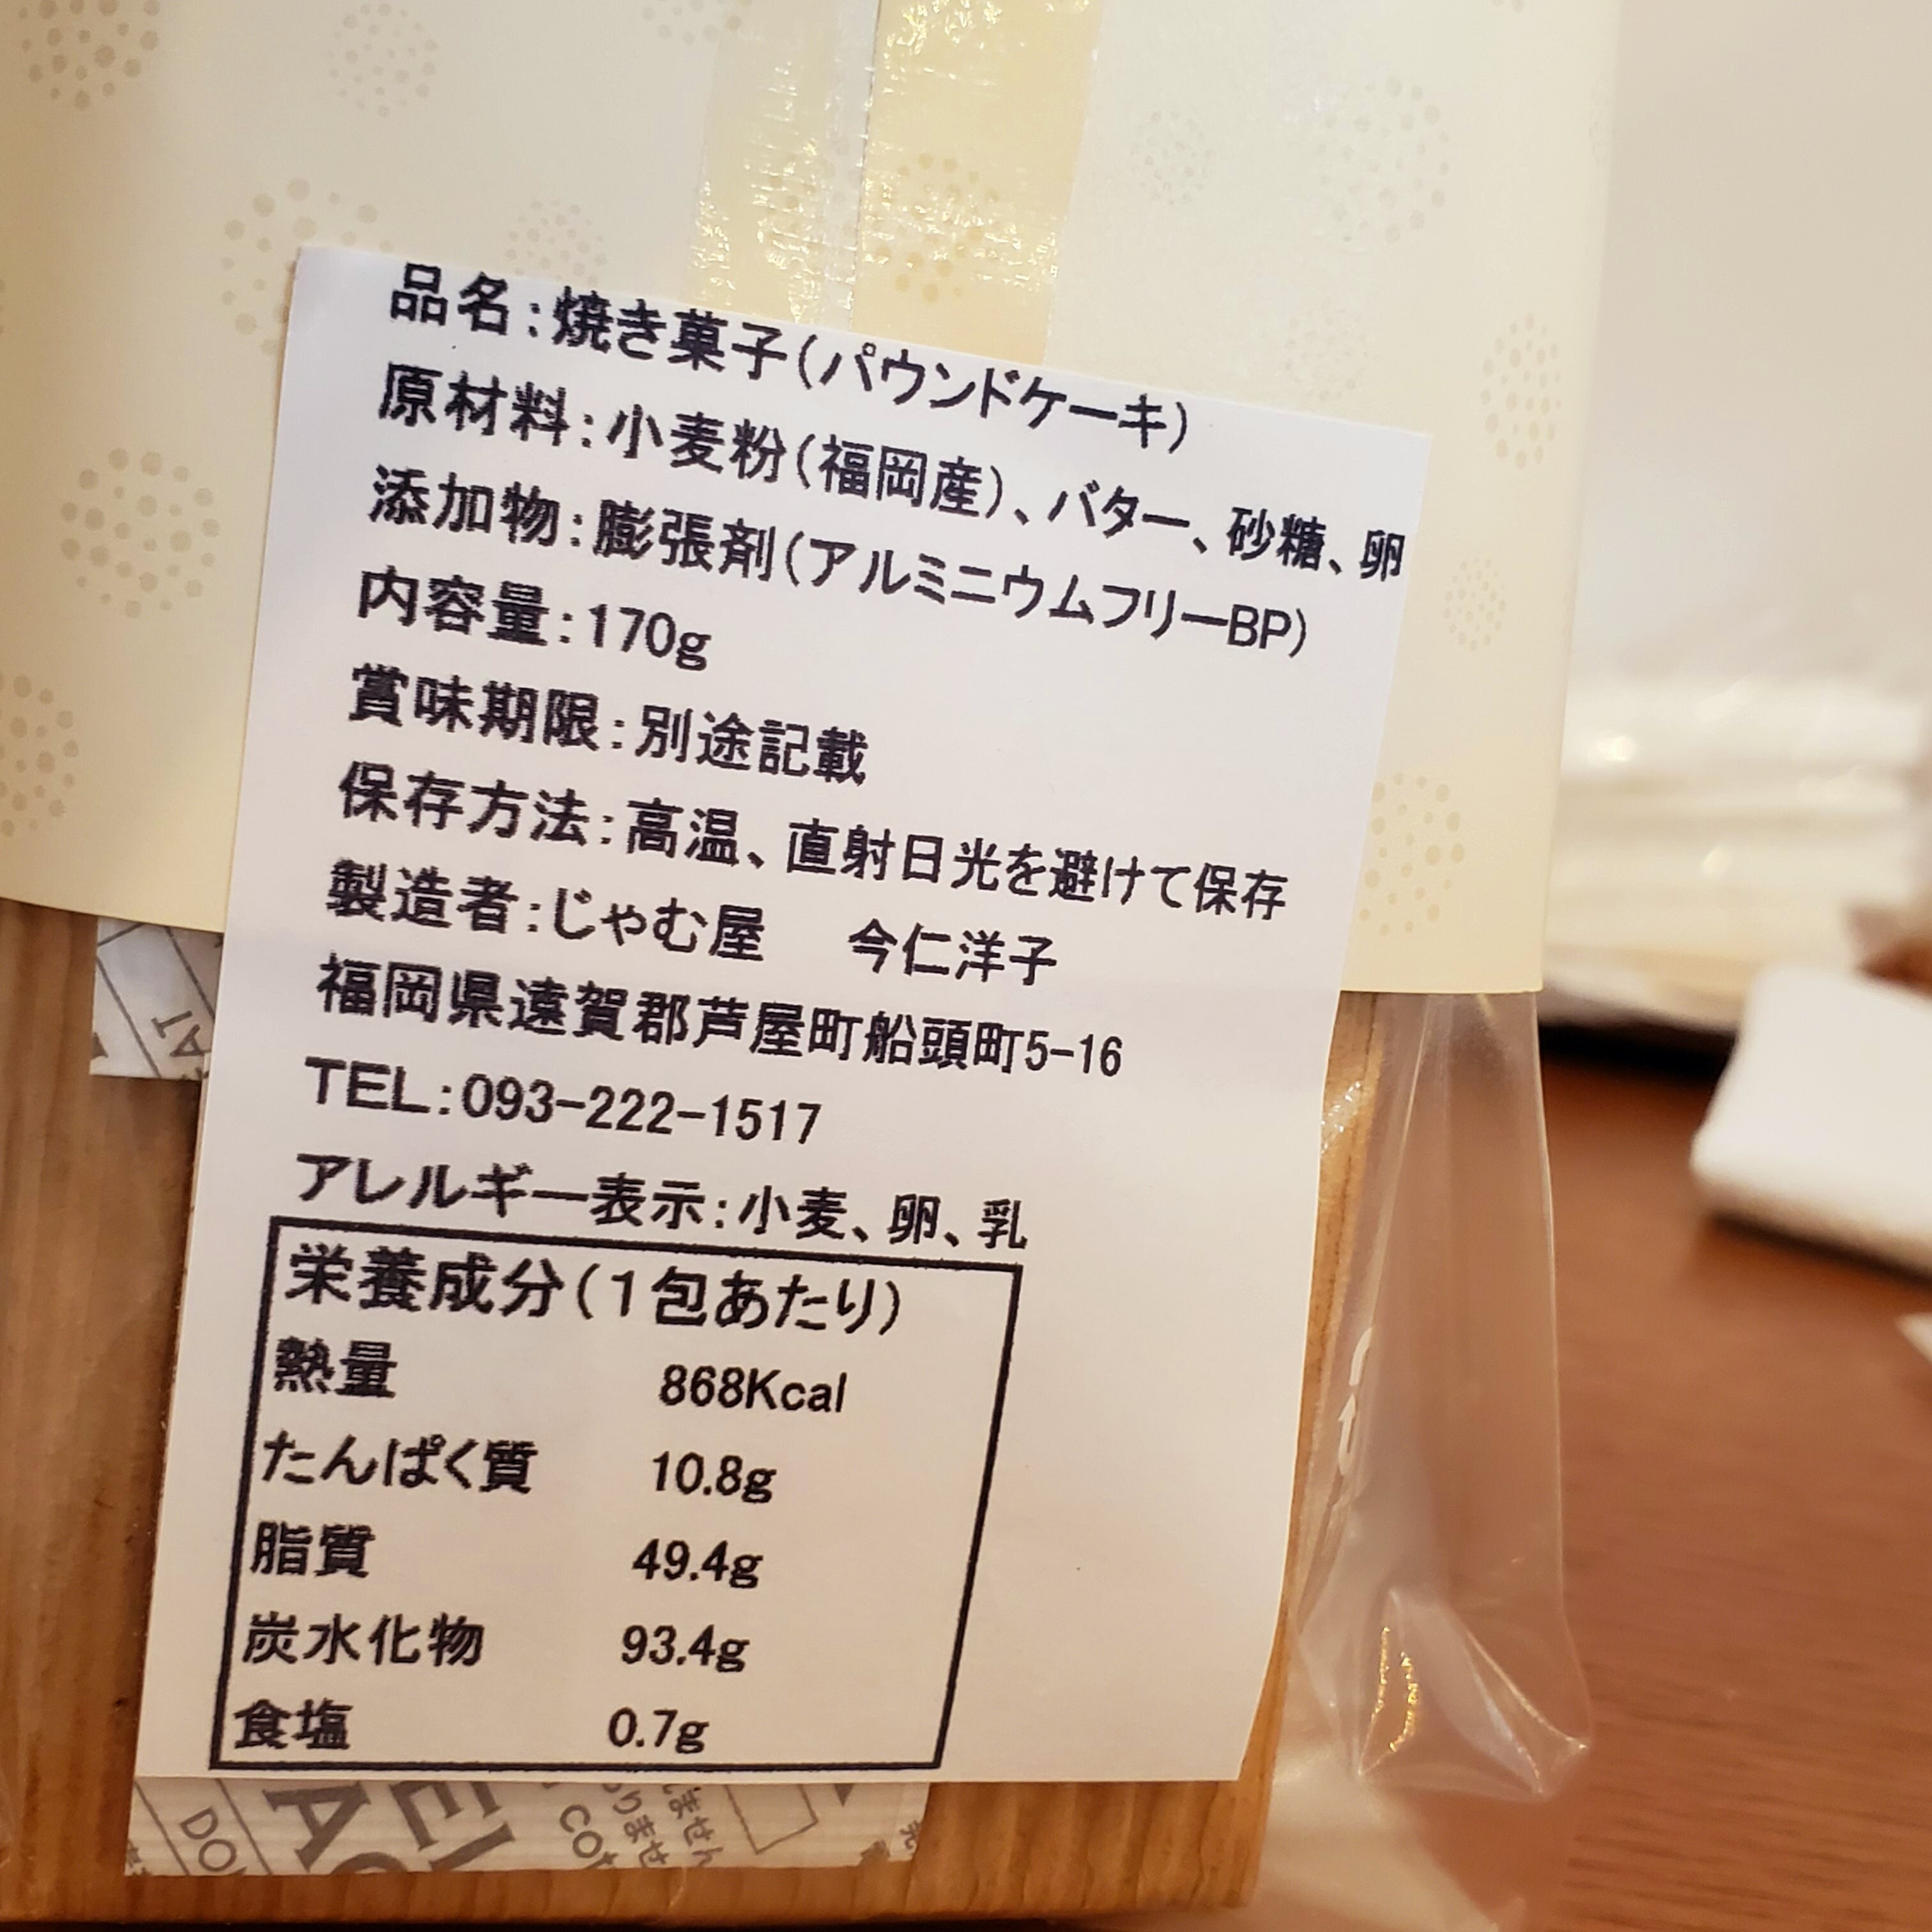 品名：焼き菓子（パウンドケーキ）
原材料：小麦粉（福岡産）、バター、砂糖、卵
添加物：膨張剤（アルミニウムフリーBP）
内容量：170g
賞味期限：別途記載
保存方法：高温、直射日光を避けて保存
製造者：じゃむ屋　今仁洋子
福岡県遠賀郡芦屋町船頭町5-16
TEL：093-222-1517
アレルギー表示：小麦、卵、乳
栄養成分（１包あたり）
熱量 868Kcal
たんぱく質 10.8g
脂質 49.4g
炭水化物 93.4g
食塩 0.7g